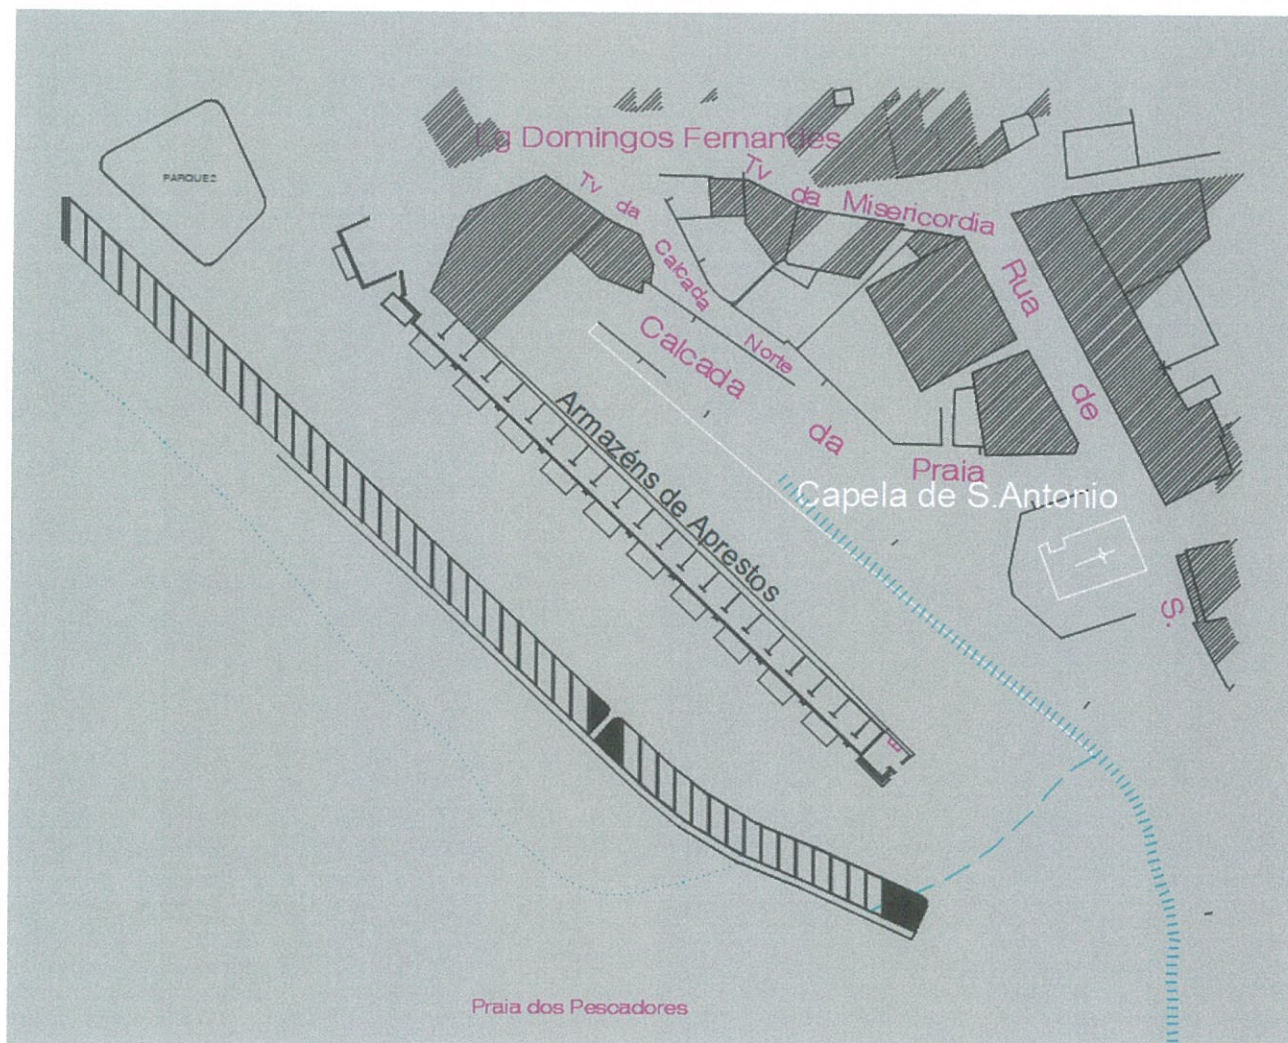 Lg Domingos Fernandes
PARQUE2
Tv da Calcada Norte
Tv da Misericordia
Rua de S.
Calcada da Praia
Armazéns de Aprestos
Capela de S.Antonio
Praia dos Pescadores